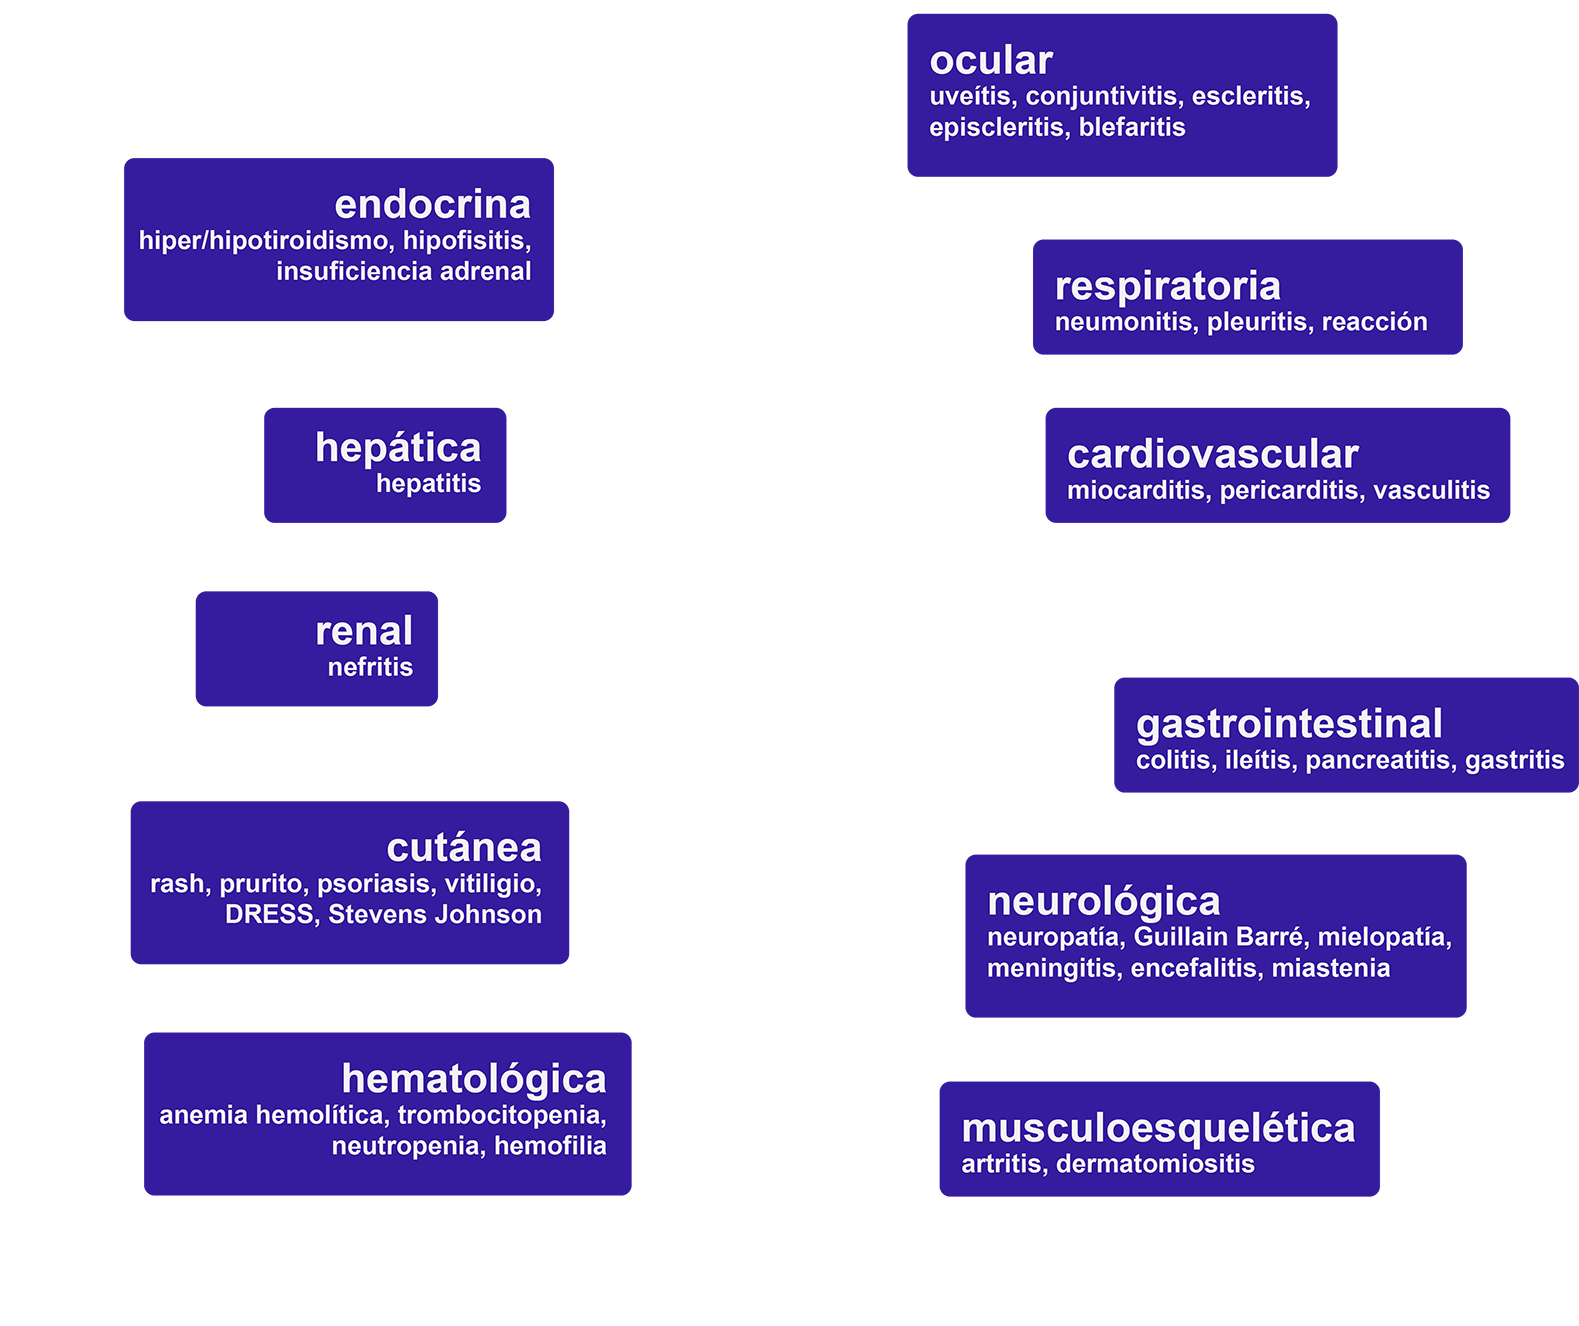 ocular
uveítis, conjuntivitis, escleritis,
episcleritis, blefaritis
endocrina
hiper/hipotiroidismo, hipofisitis,
insuficiencia adrenal
respiratoria
neumonitis, pleuritis, reacción
hepática
hepatitis
cardiovascular
miocarditis, pericarditis, vasculitis
renal
nefritis
gastrointestinal
colitis, ileítis, pancreatitis, gastritis
cutánea
rash, prurito, psoriasis, vitiligio,
DRESS, Stevens Johnson
neurológica
neuropatía, Guillain Barré, mielopatía,
meningitis, encefalitis, miastenia
hematológica
anemia hemolítica, trombocitopenia,
neutropenia, hemofilia
musculoesquelética
artritis, dermatomiositis